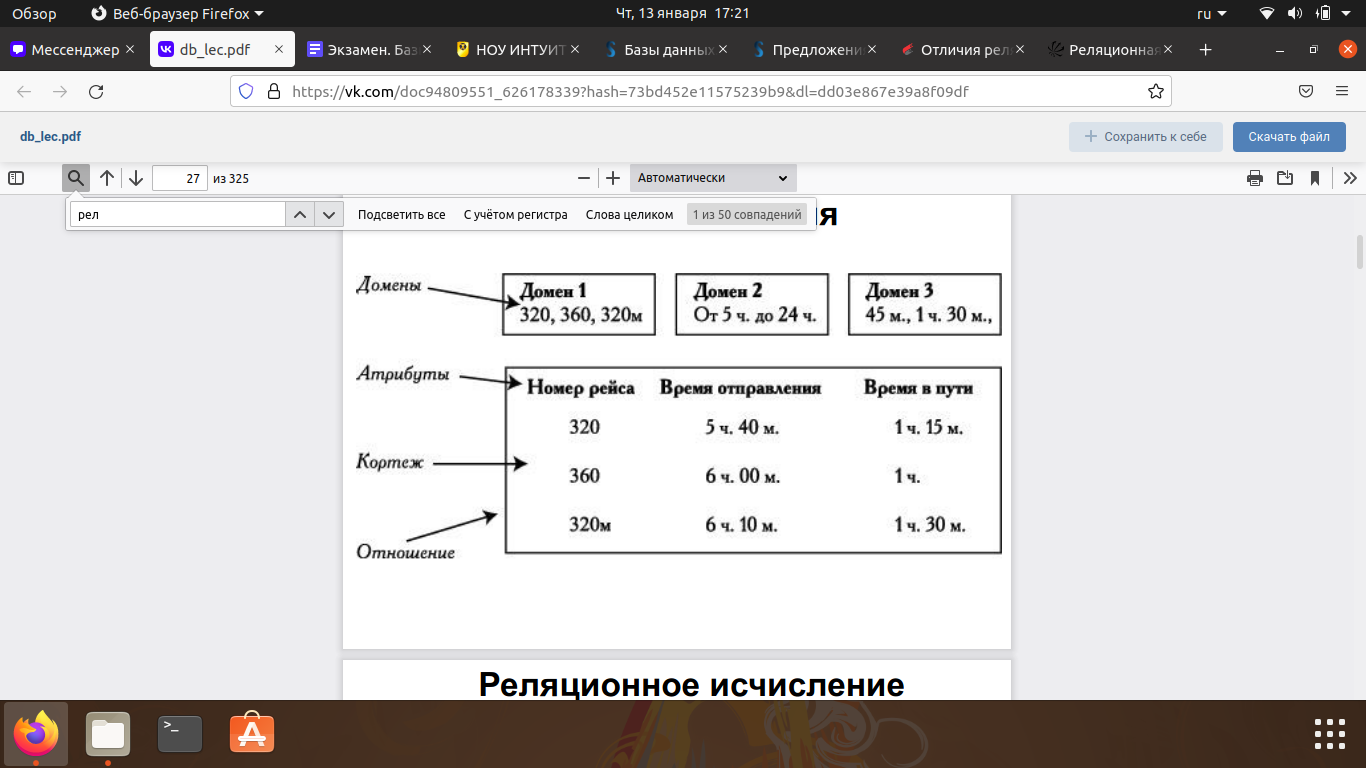 Обзор Веб-браузер Firefox Чт, 13 января 17:21 ru
Мессенджер db_lec.pdf Экзамен. Баз НОУ ИНТУИТ Базы данных Предложени Отличия рел Реляционная
https://vk.com/doc94809551_626178339?hash=73bd452e11575239b9&dl=dd03e867e39a8f09df
db_lec.pdf Сохранить к себе Скачать файл
27 из 325 Автоматически
рел Подсветить все С учётом регистра Слова целиком 1 из 50 совпадений
ия
Домены Домен 1 Домен 2 Домен 3
320, 360, 320м От 5 ч. до 24 ч. 45 м., 1 ч. 30 м.,
Атрибуты Номер рейса Время отправления Время в пути
320 5 ч. 40 м. 1 ч. 15 м.
Кортеж
360 6 ч. 00 м. 1 ч.
320м 6 ч. 10 м. 1 ч. 30 м.
Отношение
Реляционное исчисление